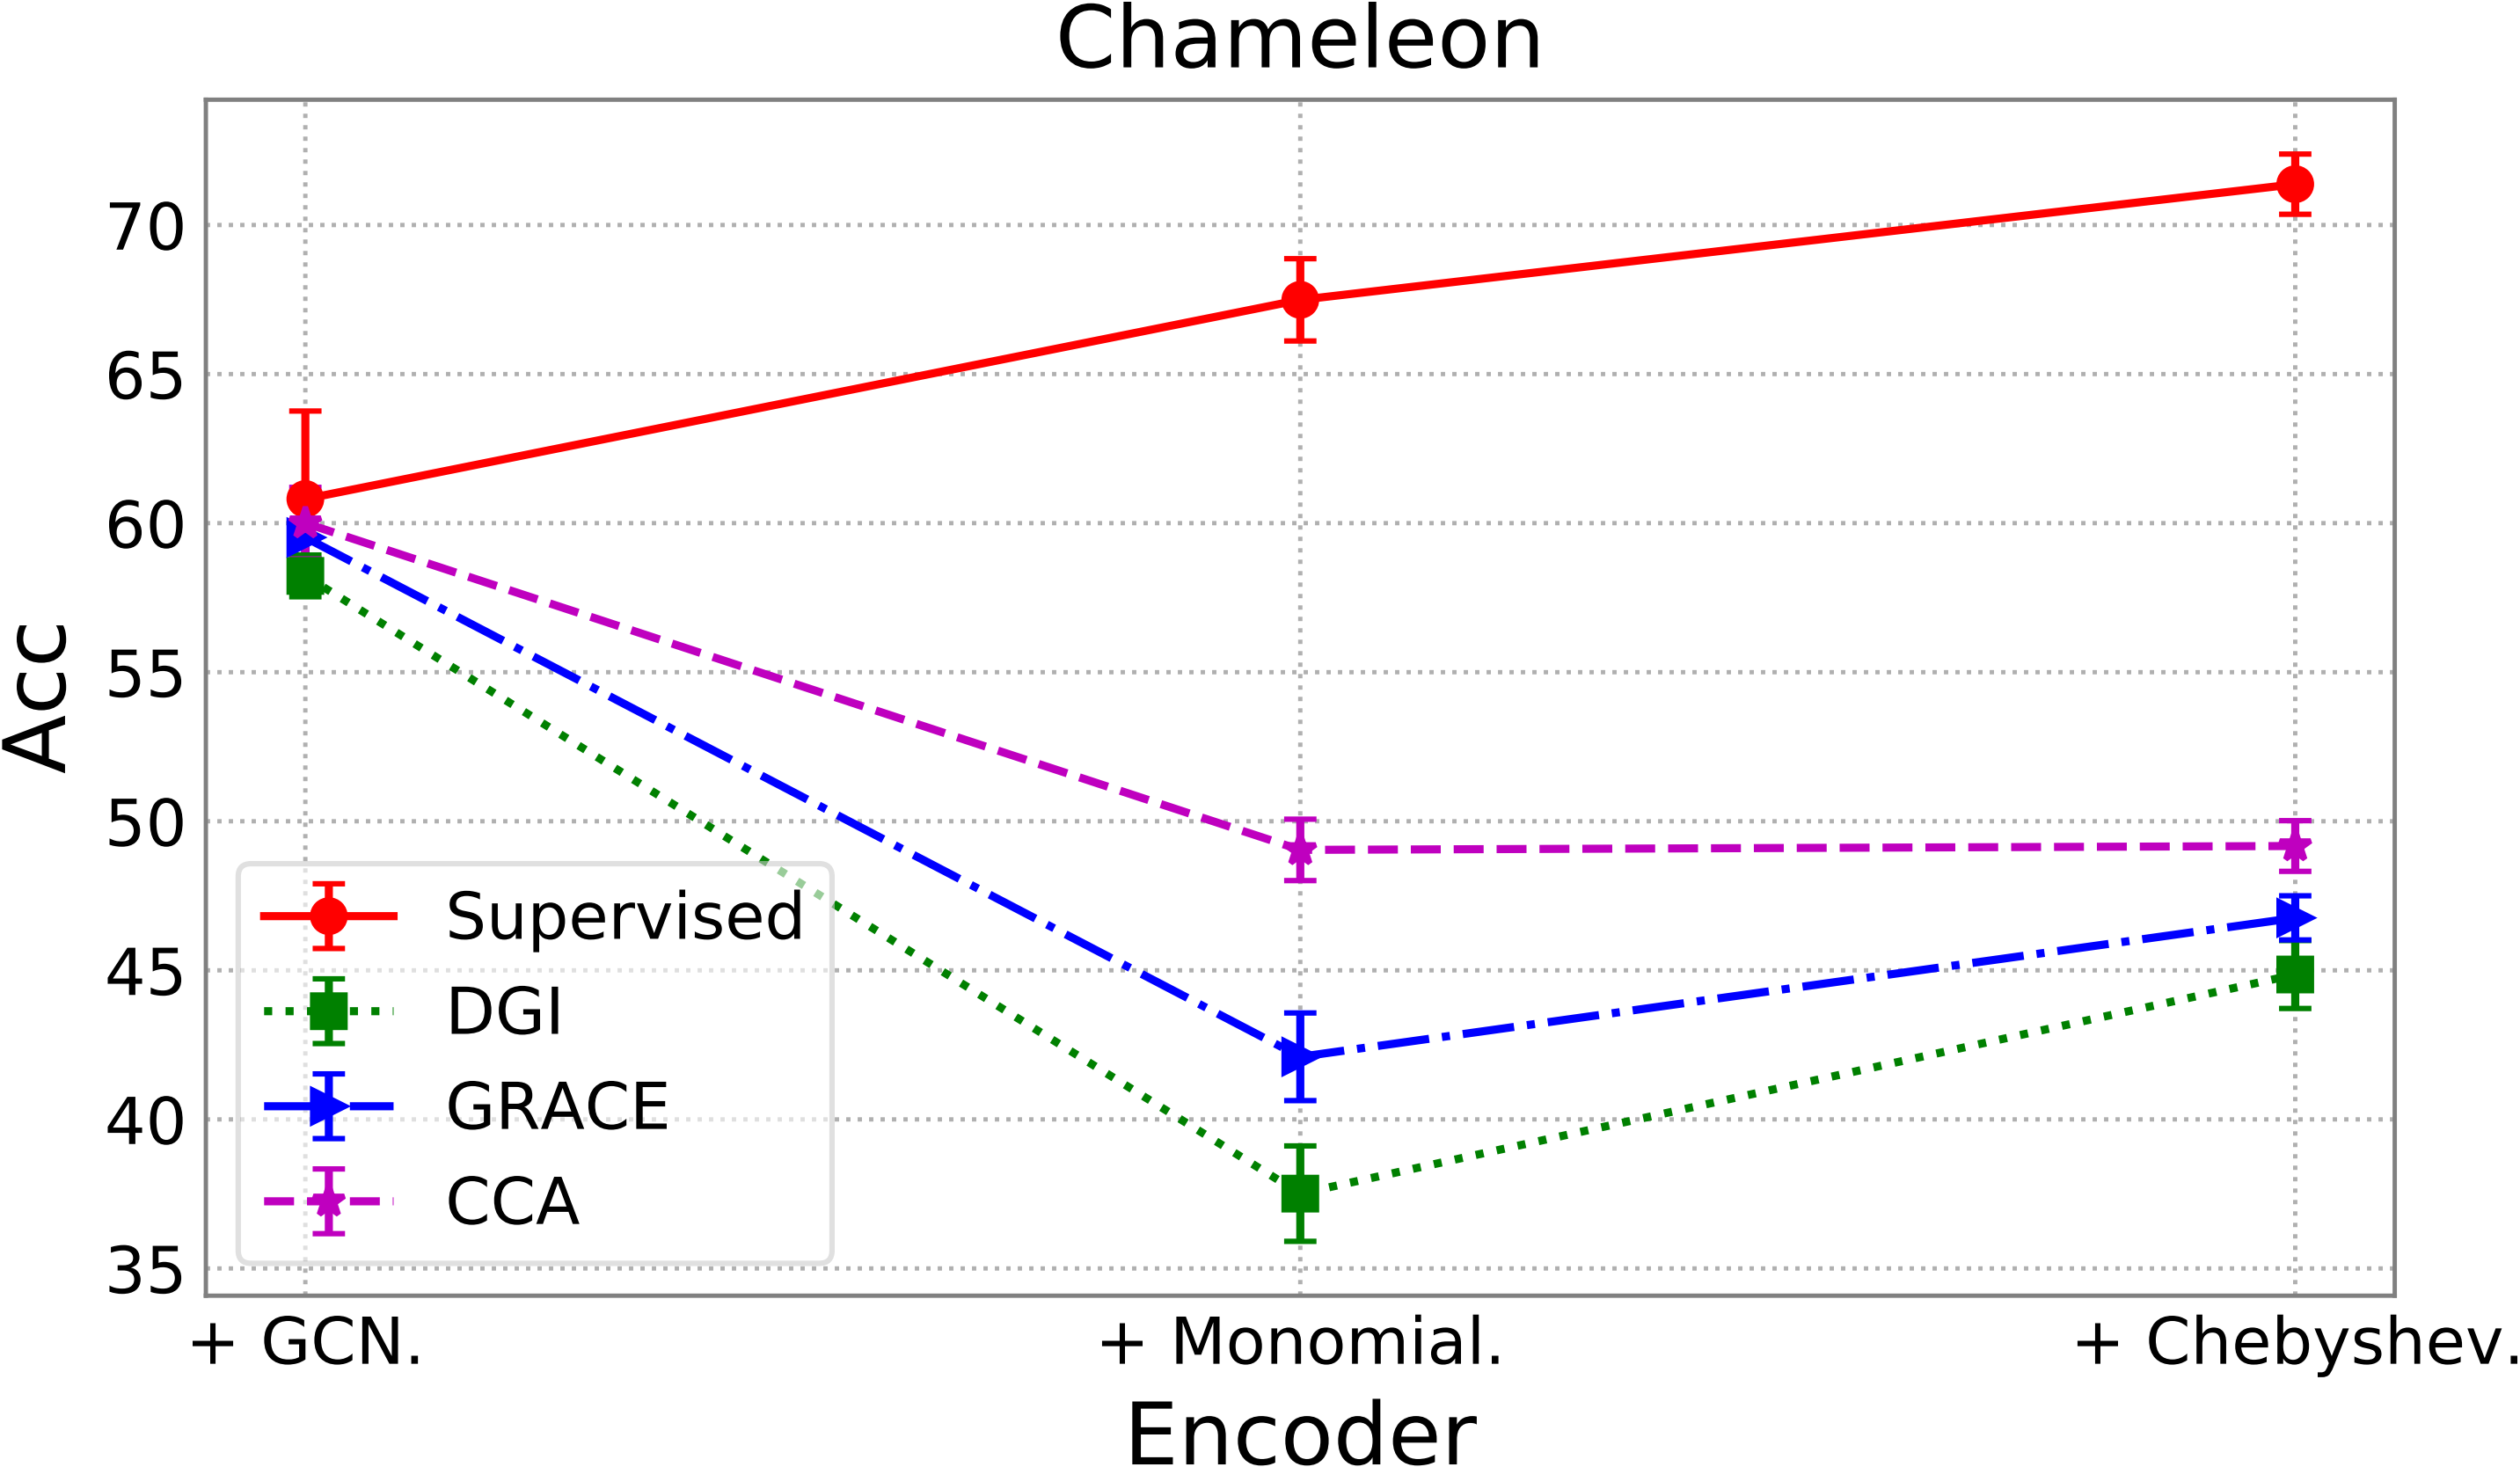 Chameleon
Acc
70
65
60
55
50
45
40
35
Supervised
DGI
GRACE
CCA
+ GCN.
+ Monomial.
+ Chebyshev.
Encoder